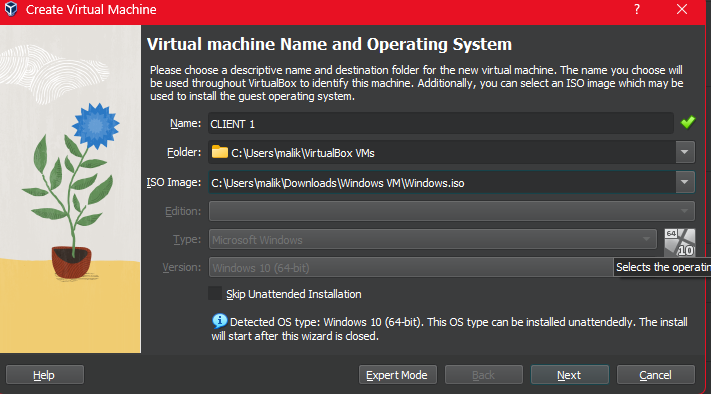 Create Virtual Machine
?
Virtual machine Name and Operating System
Please choose a descriptive name and destination folder for the new virtual machine. The name you choose will
be used throughout VirtualBox to identify this machine. Additionally, you can select an ISO image which may be
used to install the guest operating system.
Name: CLIENT 1
Folder: C:\Users\malik\VirtualBox VMs
ISO Image: C:\Users\malik\Downloads\Windows VM\Windows.iso
Edition:
Type: Microsoft Windows
64
10
Version: Windows 10 (64-bit)
Selects the operatin
Skip Unattended Installation
Detected OS type: Windows 10 (64-bit). This OS type can be installed unattendedly. The install
will start after this wizard is closed.
Help Expert Mode Back Next Cancel